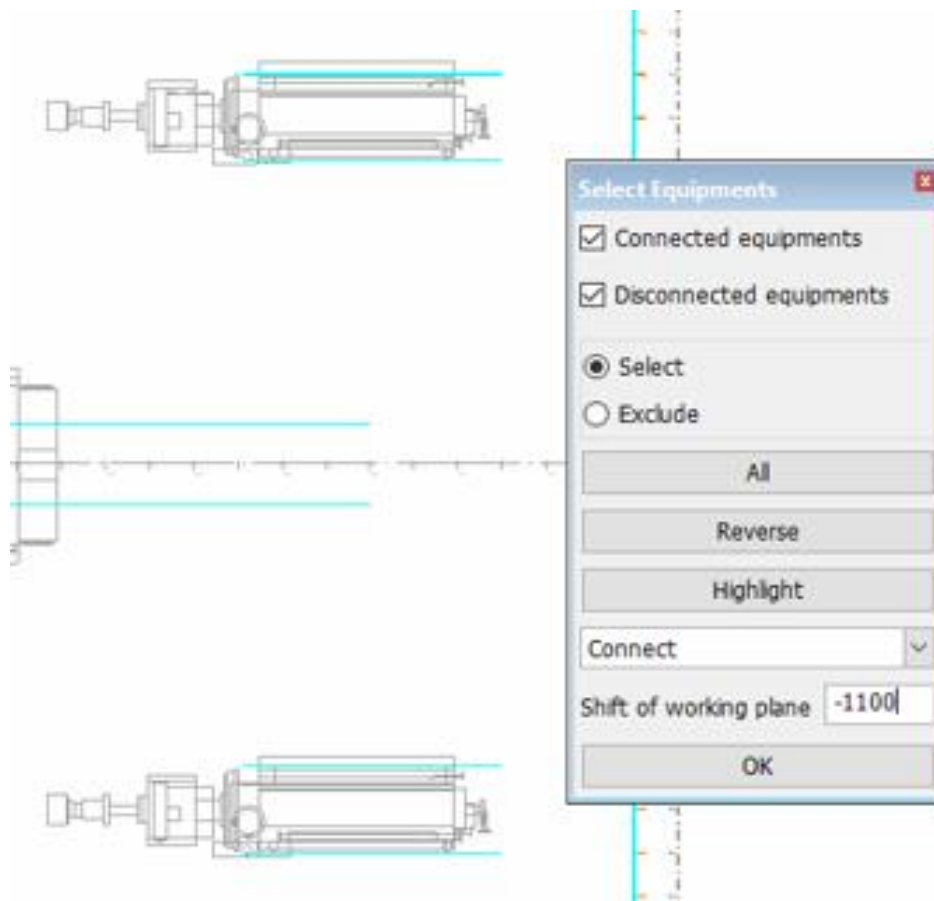 Select Equipments
Connected equipments
Disconnected equipments
Select
Exclude
All
Reverse
Highlight
Connect
Shift of working plane -1100
OK